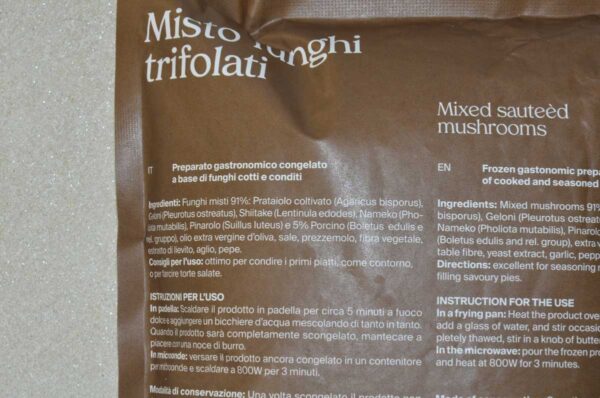 Misto funghi
trifolati
IT
Preparato gastronomico congelato
a base di funghi cotti e conditi
Ingredienti: Funghi misti 91%: Prataiolo coltivato (Agaricus bisporus),
Geloni (Pleurotus ostreatus), Shiitake (Lentinula edodes), Nameko (Pho-
liota mutabilis), Pinarolo (Suillus luteus) e 5% Porcino (Boletus edulis e
rel. gruppo), olio extra vergine d'oliva, sale, prezzemolo, fibra vegetale,
estratto di lievito, aglio, pepe.
Consigli per l'uso: ottimo per condire i primi piatti, come contorno,
o per farcire torte salate.
ISTRUZIONI PER L'USO
In padella: Scaldare il prodotto in padella per circa 5 minuti a fuoco
dolce e aggiungere un bicchiere d'acqua mescolando di tanto in tanto.
Quando il prodotto sarà completamente scongelato, mantecare a
piacere con una noce di burro.
In microonde: versare il prodotto ancora congelato in un contenitore
per microonde e scaldare a 800W per 3 minuti.
Modalità di conservazione: Una volta scongelato il prodotto non
Mixed sauteèd
mushrooms
EN
Frozen gastonomic prepa
of cooked and seasoned
Ingredients: Mixed mushrooms 91%
bisporus), Geloni (Pleurotus ostreatu
Nameko (Pholiota mutabilis), Pinarolo
(Boletus edulis and rel. group), extra v
table fibre, yeast extract, garlic, pepp
Directions: excellent for seasoning
filling savoury pies.
INSTRUCTION FOR THE USE
In a frying pan: Heat the product ove
add a glass of water, and stir occasio
pletely thawed, stir in a knob of butte
In the microwave: pour the frozen pro
and heat at 800W for 3 minutes.